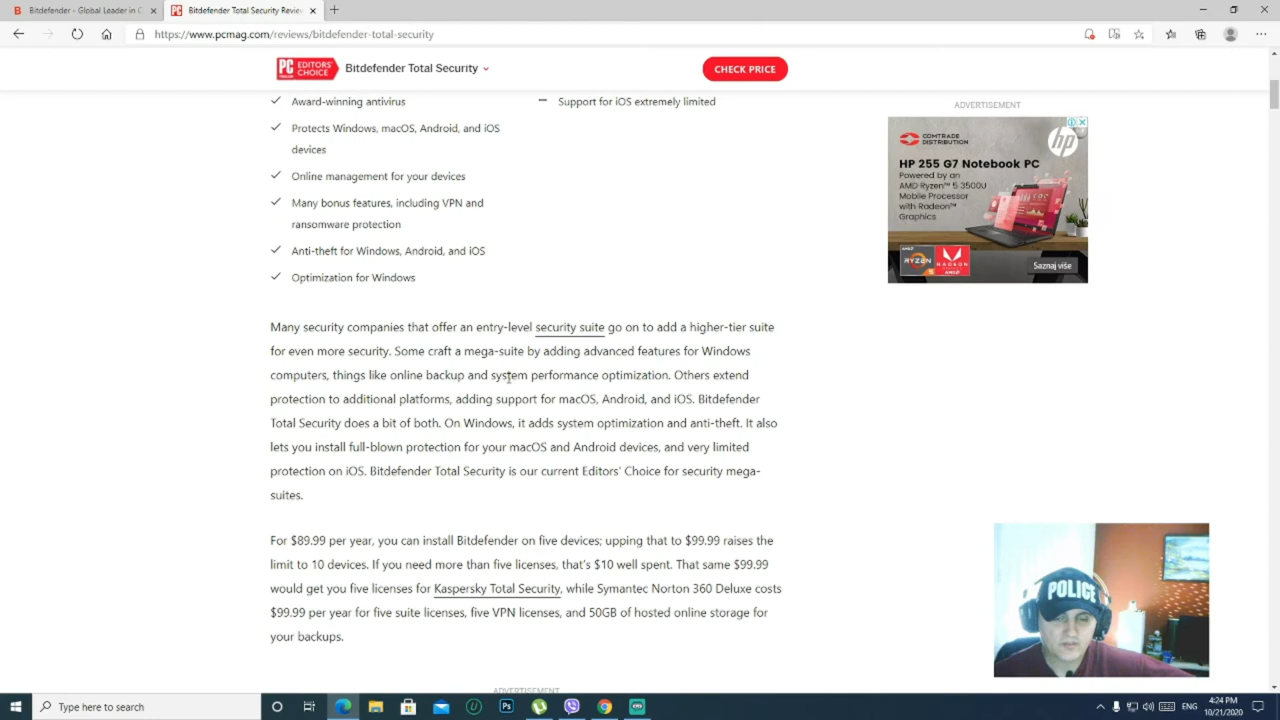 Bitdefender - Global Leader in C
Bitdefender Total Security Review
https://www.pcmag.com/reviews/bitdefender-total-security
PC
EDITORS'
CHOICE
Bitdefender Total Security
CHECK PRICE
Award-winning antivirus
Protects Windows, macOS, Android, and iOS
devices
Online management for your devices
Many bonus features, including VPN and
ransomware protection
Anti-theft for Windows, Android, and iOS
Optimization for Windows
Support for iOS extremely limited
ADVERTISEMENT
COMTRADE
DISTRIBUTION
hp
HP 255 G7 Notebook PC
Powered by an
AMD Ryzen™ 5 3500U
Mobile Processor
with Radeon™
Graphics
AMD
RYZEN
RADEON
GRAPHICS
AMD
Saznaj više
Many security companies that offer an entry-level security suite go on to add a higher-tier suite
for even more security. Some craft a mega-suite by adding advanced features for Windows
computers, things like online backup and system performance optimization. Others extend
protection to additional platforms, adding support for macOS, Android, and iOS. Bitdefender
Total Security does a bit of both. On Windows, it adds system optimization and anti-theft. It also
lets you install full-blown protection for your macOS and Android devices, and very limited
protection on iOS. Bitdefender Total Security is our current Editors' Choice for security mega-
suites.
For $89.99 per year, you can install Bitdefender on five devices; upping that to $99.99 raises the
limit to 10 devices. If you need more than five licenses, that's $10 well spent. That same $99.99
would get you five licenses for Kaspersky Total Security, while Symantec Norton 360 Deluxe costs
$99.99 per year for five suite licenses, five VPN licenses, and 50GB of hosted online storage for
your backups.
ADVERTISEMENT
POLICE
Type here to search
Ps
ENG
4:24 PM
10/21/2020